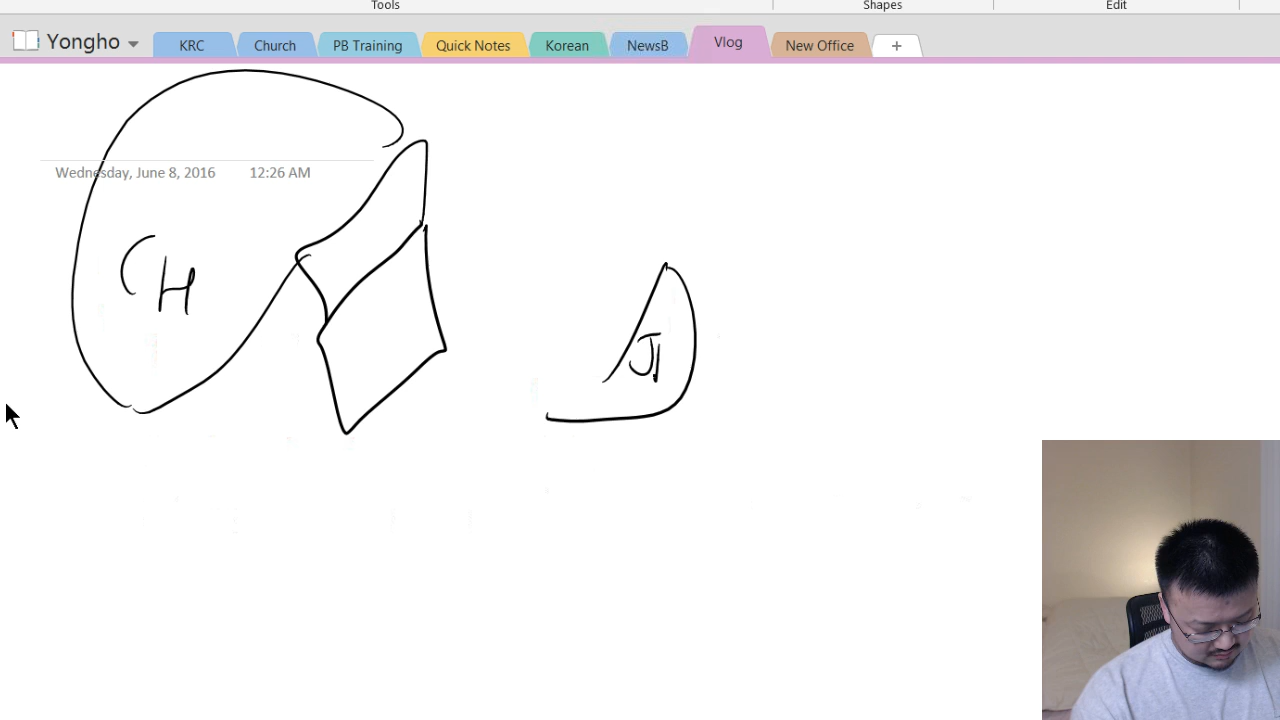 Tools Shapes Edit
Yongho KRC Church PB Training Quick Notes Korean NewsB Vlog New Office +
Wednesday, June 8, 2016 12:26 AM
CH
JP